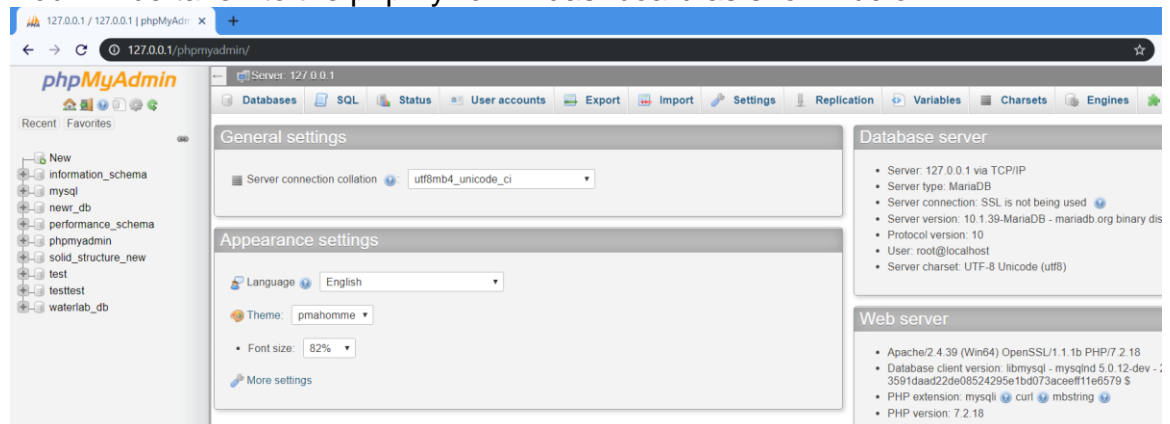 127.0.0.1 / 127.0.0.1 | phpMyAdm
127.0.0.1/phpmyadmin/
phpMyAdmin
Recent Favorites
New
information_schema
mysql
newr_db
performance_schema
phpmyadmin
solid_structure_new
test
testtest
waterlab_db
Server: 127.0.0.1
Databases SQL Status User accounts Export Import Settings Replication Variables Charsets Engines
General settings
Server connection collation : utf8mb4_unicode_ci
Appearance settings
Language English
Theme: pmahomme
• Font size: 82%
More settings
Database server
• Server: 127.0.0.1 via TCP/IP
• Server type: MariaDB
• Server connection: SSL is not being used
• Server version: 10.1.39-MariaDB - mariadb.org binary dis
• Protocol version: 10
• User: root@localhost
• Server charset: UTF-8 Unicode (utf8)
Web server
• Apache/2.4.39 (Win64) OpenSSL/1.1.1b PHP/7.2.18
• Database client version: libmysql - mysqlnd 5.0.12-dev - 2
3591daad22de08524295e1bd073aceeff11e6579 $
• PHP extension: mysqli curl mbstring
• PHP version: 7.2.18